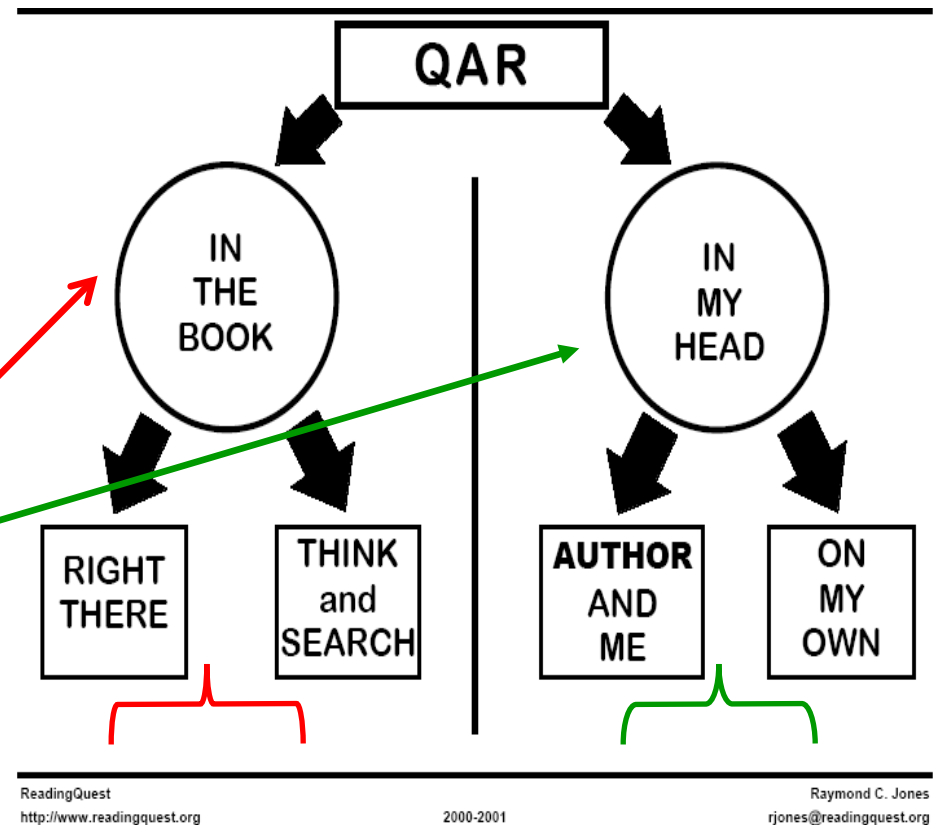 QAR
IN
THE
BOOK
IN
MY
HEAD
RIGHT
THERE
THINK
and
SEARCH
AUTHOR
AND
ME
ON
MY
OWN
ReadingQuest
http://www.readingquest.org
2000-2001
Raymond C. Jones
rjones@readingquest.org